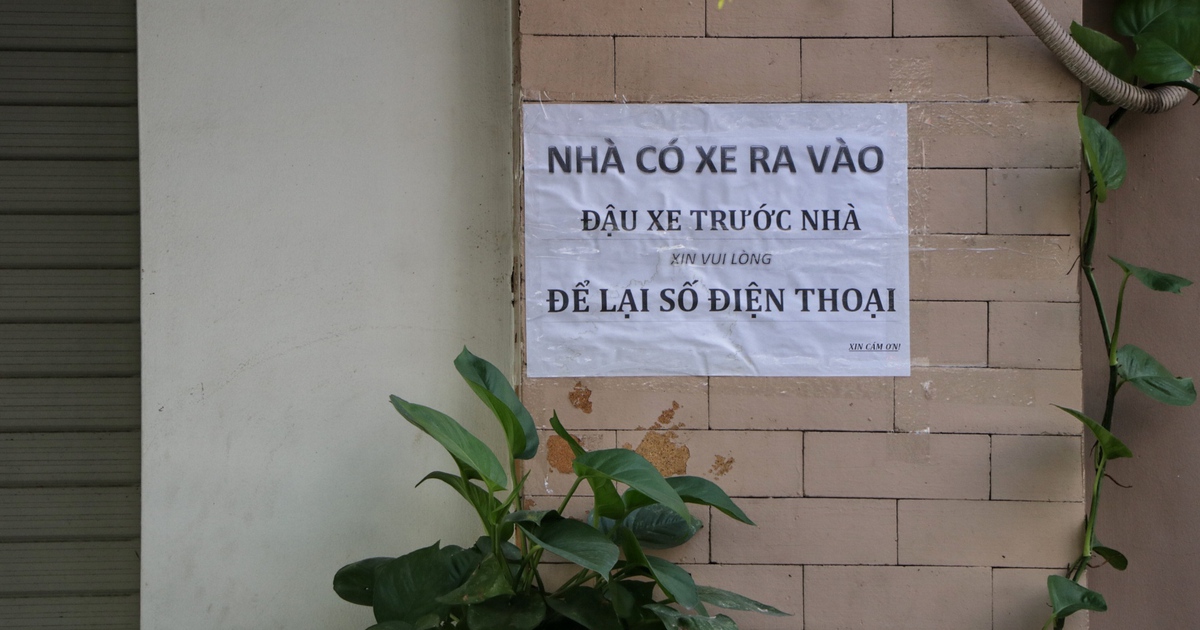 NHÀ CÓ XE RA VÀO
ĐẬU XE TRƯỚC NHÀ
XIN VUI LÒNG
ĐỂ LẠI SỐ ĐIỆN THOẠI
XIN CÁM ƠN!